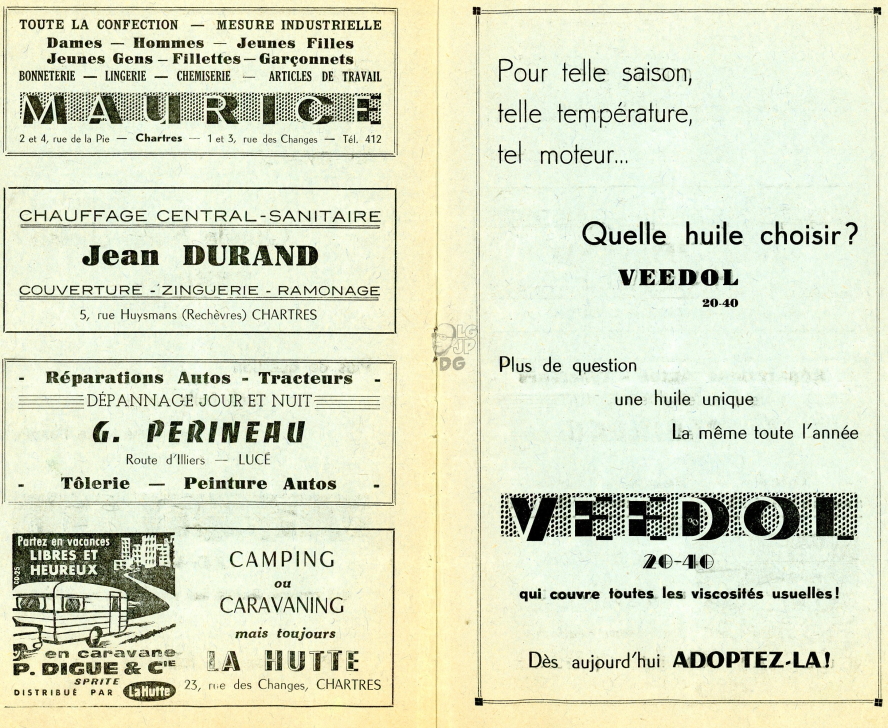 TOUTE LA CONFECTION — MESURE INDUSTRIELLE
Dames — Hommes — Jeunes Filles
Jeunes Gens – Fillettes – Garçonnets
BONNETERIE — LINGERIE — CHEMISERIE — ARTICLES DE TRAVAIL
MAURICE
2 et 4, rue de la Pie — Chartres — 1 et 3, rue des Changes — Tél. 412
CHAUFFAGE CENTRAL-SANITAIRE
Jean DURAND
COUVERTURE - ZINGUERIE - RAMONAGE
5, rue Huysmans (Rechèvres) CHARTRES
- Réparations Autos - Tracteurs -
DÉPANNAGE JOUR ET NUIT
G. PERINEAU
Route d'Illiers — LUCÉ
- Tôlerie — Peinture Autos -
Partez en vacances
LIBRES ET
HEUREUX
CD-25
en caravane
P. DIGUE & CIE
SPRITE
DISTRIBUÉ PAR La Hutte
CAMPING
ou
CARAVANING
mais toujours
LA HUTTE
23, rue des Changes, CHARTRES
Pour telle saison,
telle température,
tel moteur...
Quelle huile choisir ?
VEEDOL
20-40
Plus de question
une huile unique
La même toute l'année
VEEDOL
20-40
qui couvre toutes les viscosités usuelles !
Dès aujourd'hui ADOPTEZ-LA !
LG
JP
DG